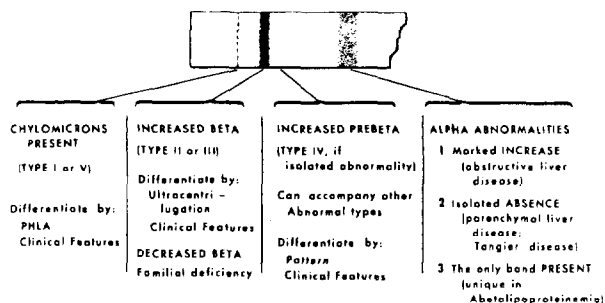 CHYLOMICRONS
PRESENT
(TYPE I or V)
Differentiate by:
PHLA
Clinical Features
INCREASED BETA
(TYPE II or III)
Differentiate by:
Ultracentri -
lugation
Clinical Features
DECREASED BETA
Familial deficiency
INCREASED PREBETA
(TYPE IV, if
isolated abnormality)
Can accompany other
Abnormal types
Differentiate by:
Pattern
Clinical Features
ALPHA ABNORMALITIES
1 Marked INCREASE
(obstructive liver
disease)
2 Isolated ABSENCE
(parenchymal liver
disease;
Tangier disease)
3 The only band PRESENT
(unique in
Abetalipoproteinemia)